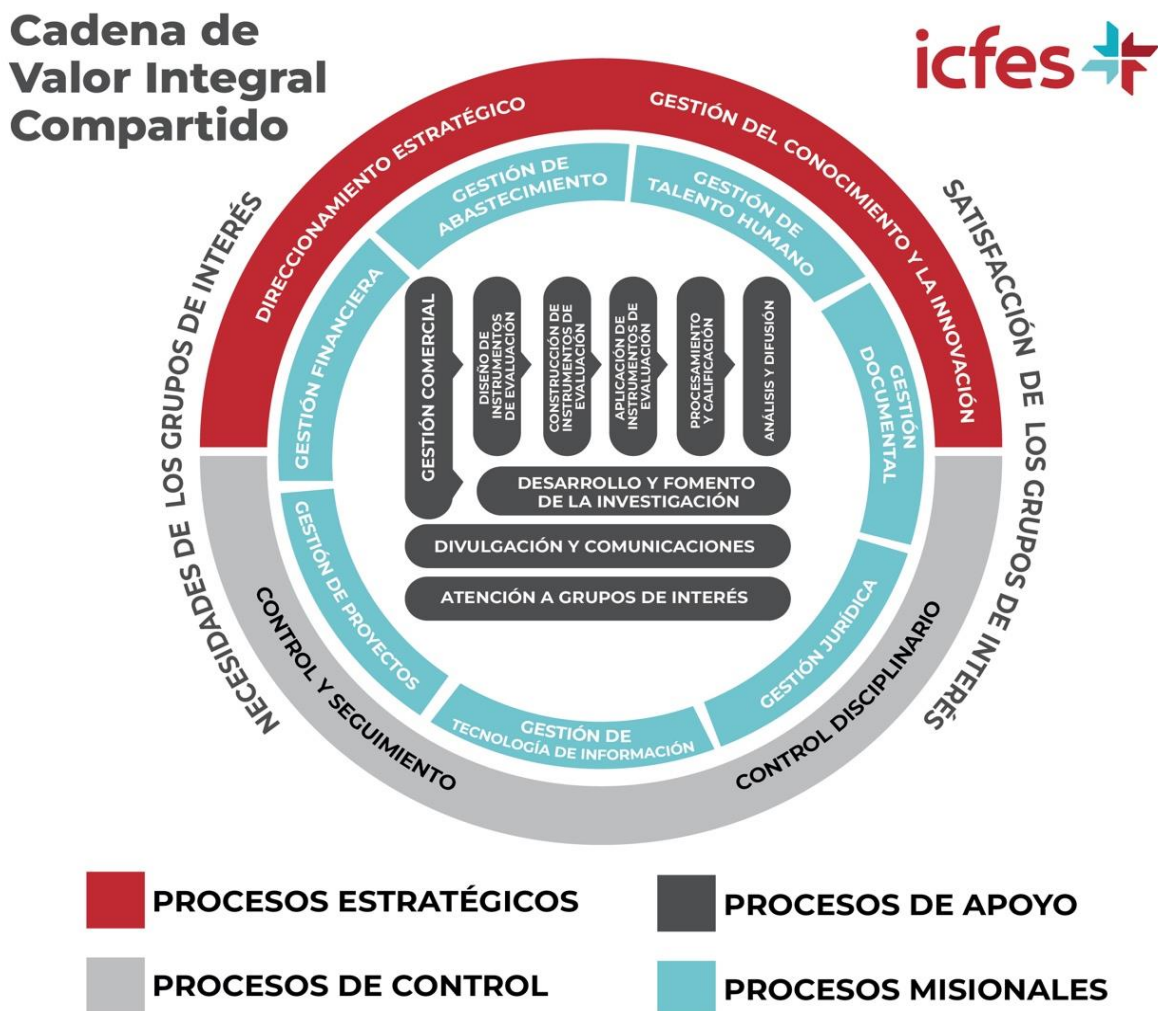 Cadena de
Valor Integral
Compartido
icfes
NECESIDADES DE LOS GRUPOS DE INTERÉS
SATISFACCIÓN DE LOS GRUPOS DE INTERÉS
DIRECCIONAMIENTO ESTRATÉGICO
GESTIÓN DEL CONOCIMIENTO Y LA INNOVACIÓN
GESTIÓN FINANCIERA
GESTIÓN DE
ABASTECIMIENTO
GESTIÓN DE
TALENTO HUMANO
GESTIÓN
DOCUMENTAL
GESTIÓN COMERCIAL
DISEÑO DE
INSTRUMENTOS
DE EVALUACIÓN
CONSTRUCCIÓN DE
INSTRUMENTOS DE
EVALUACIÓN
APLICACIÓN DE
INSTRUMENTOS DE
EVALUACIÓN
PROCESAMIENTO
Y CALIFICACIÓN
ANÁLISIS Y DIFUSIÓN
DESARROLLO Y FOMENTO
DE LA INVESTIGACIÓN
DIVULGACIÓN Y COMUNICACIONES
ATENCIÓN A GRUPOS DE INTERÉS
GESTIÓN DE PROYECTOS
GESTIÓN DE
TECNOLOGÍA DE INFORMACIÓN
GESTIÓN JURÍDICA
CONTROL Y SEGUIMIENTO
CONTROL DISCIPLINARIO
PROCESOS ESTRATÉGICOS
PROCESOS DE APOYO
PROCESOS DE CONTROL
PROCESOS MISIONALES